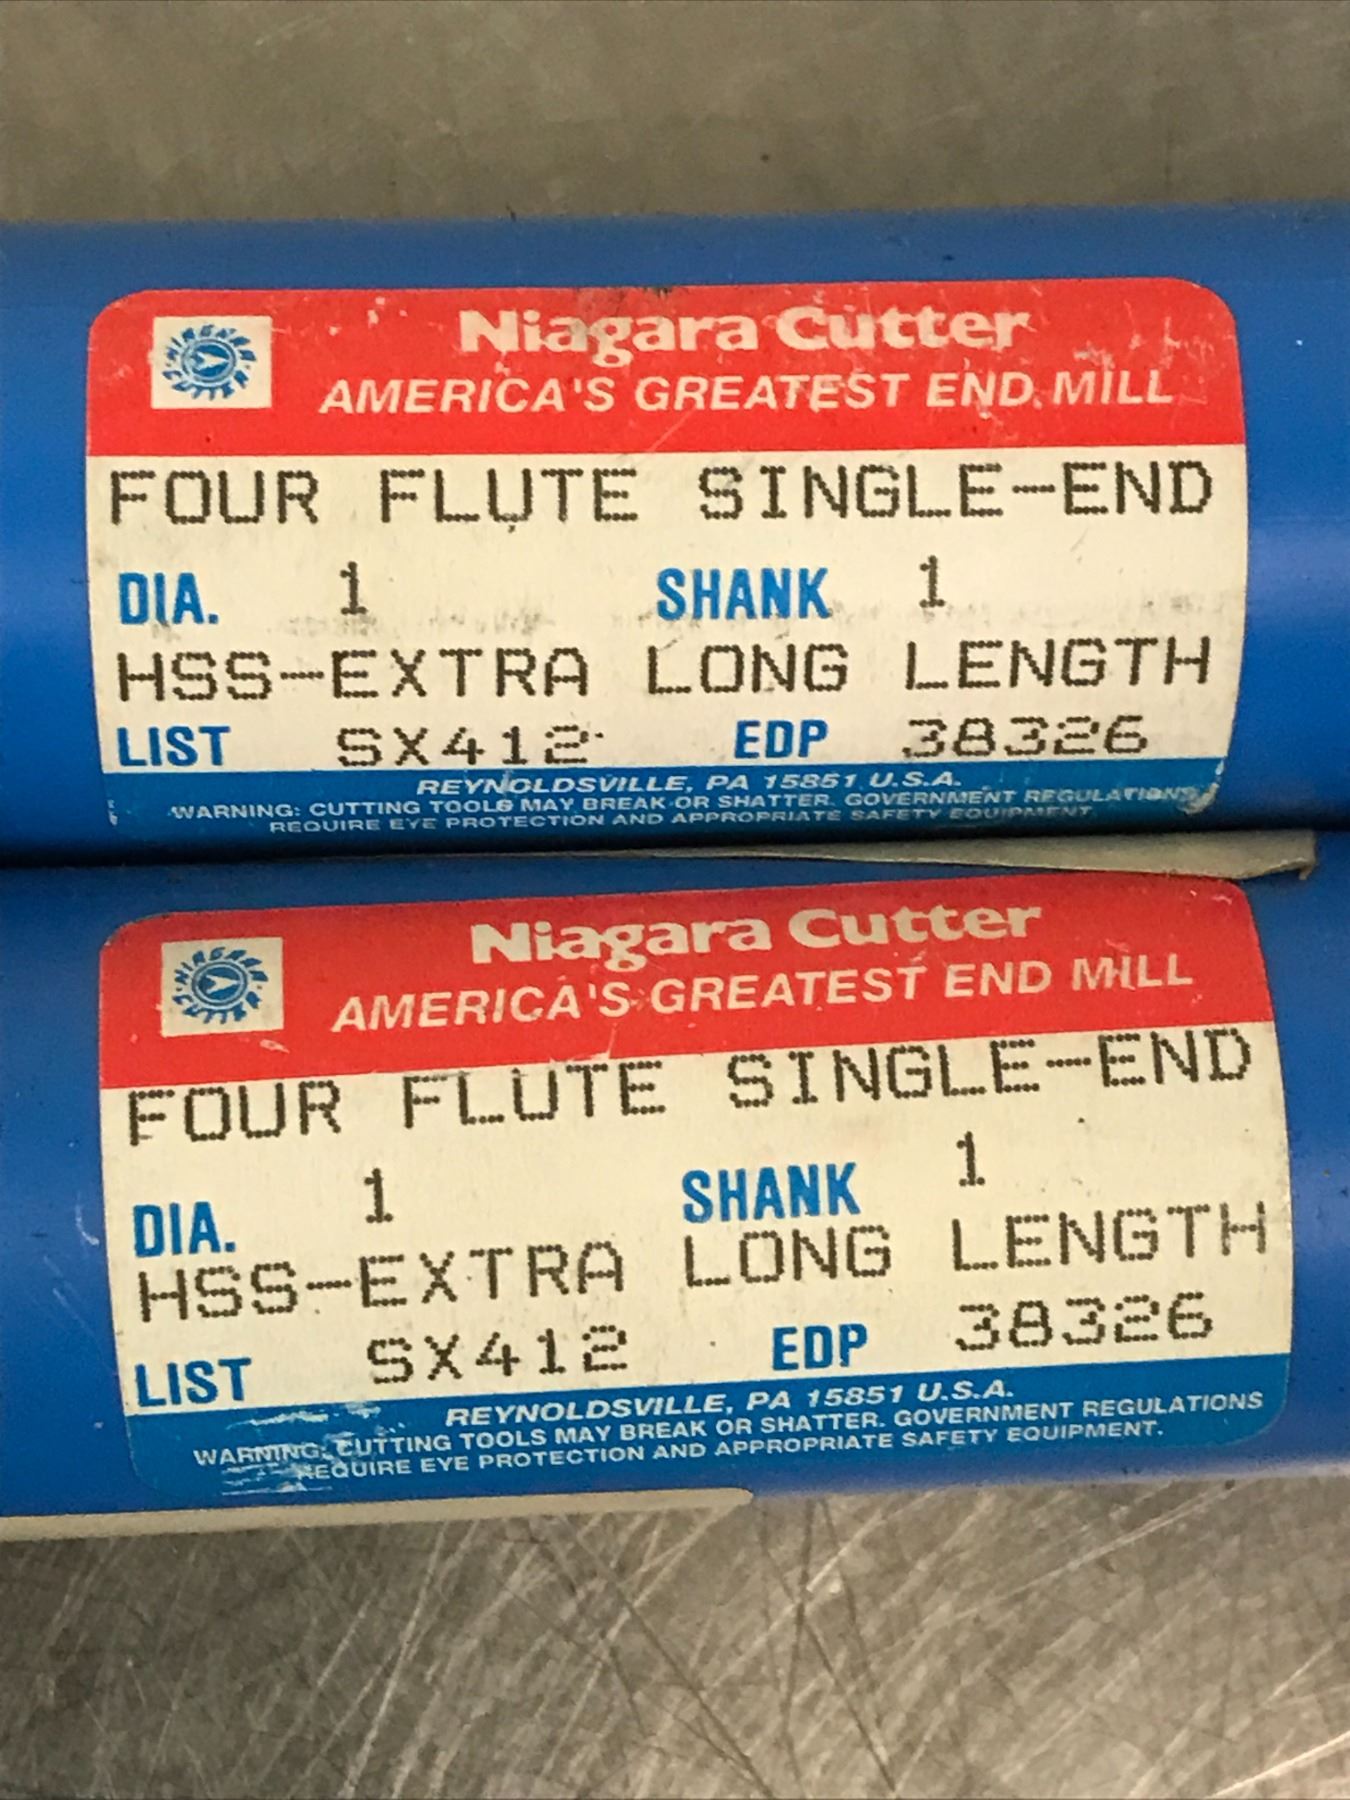 Niagara Cutter
AMERICA'S GREATEST END MILL
FOUR FLUTE SINGLE-END
DIA. 1 SHANK 1
HSS-EXTRA LONG LENGTH
LIST SX412 EDP 38326
REYNOLDSVILLE, PA 15851 U.S.A.
WARNING: CUTTING TOOLS MAY BREAK OR SHATTER. GOVERNMENT REGULATIONS
REQUIRE EYE PROTECTION AND APPROPRIATE SAFETY EQUIPMENT.
NIAGARA CUTTER
Niagara Cutter
AMERICA'S GREATEST END MILL
FOUR FLUTE SINGLE-END
DIA. 1 SHANK 1
HSS-EXTRA LONG LENGTH
LIST SX412 EDP 38326
REYNOLDSVILLE, PA 15851 U.S.A.
WARNING: CUTTING TOOLS MAY BREAK OR SHATTER. GOVERNMENT REGULATIONS
REQUIRE EYE PROTECTION AND APPROPRIATE SAFETY EQUIPMENT.
NIAGARA CUTTER